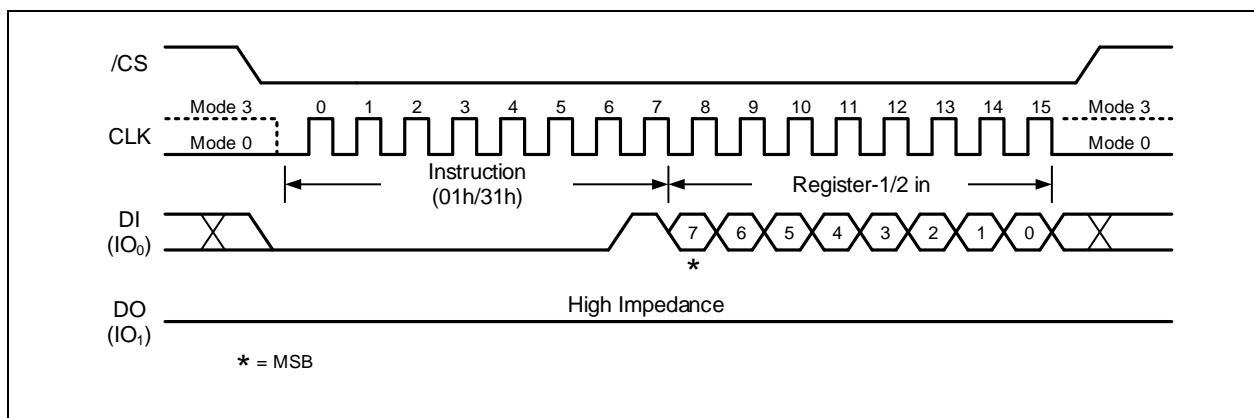 /CS
Mode 3 0 1 2 3 4 5 6 7 8 9 10 11 12 13 14 15 Mode 3
CLK
Mode 0 Mode 0
Instruction
(01h/31h)
Register-1/2 in
DI
(IO₀)
7 6 5 4 3 2 1 0
*
High Impedance
DO
(IO₁)
* = MSB